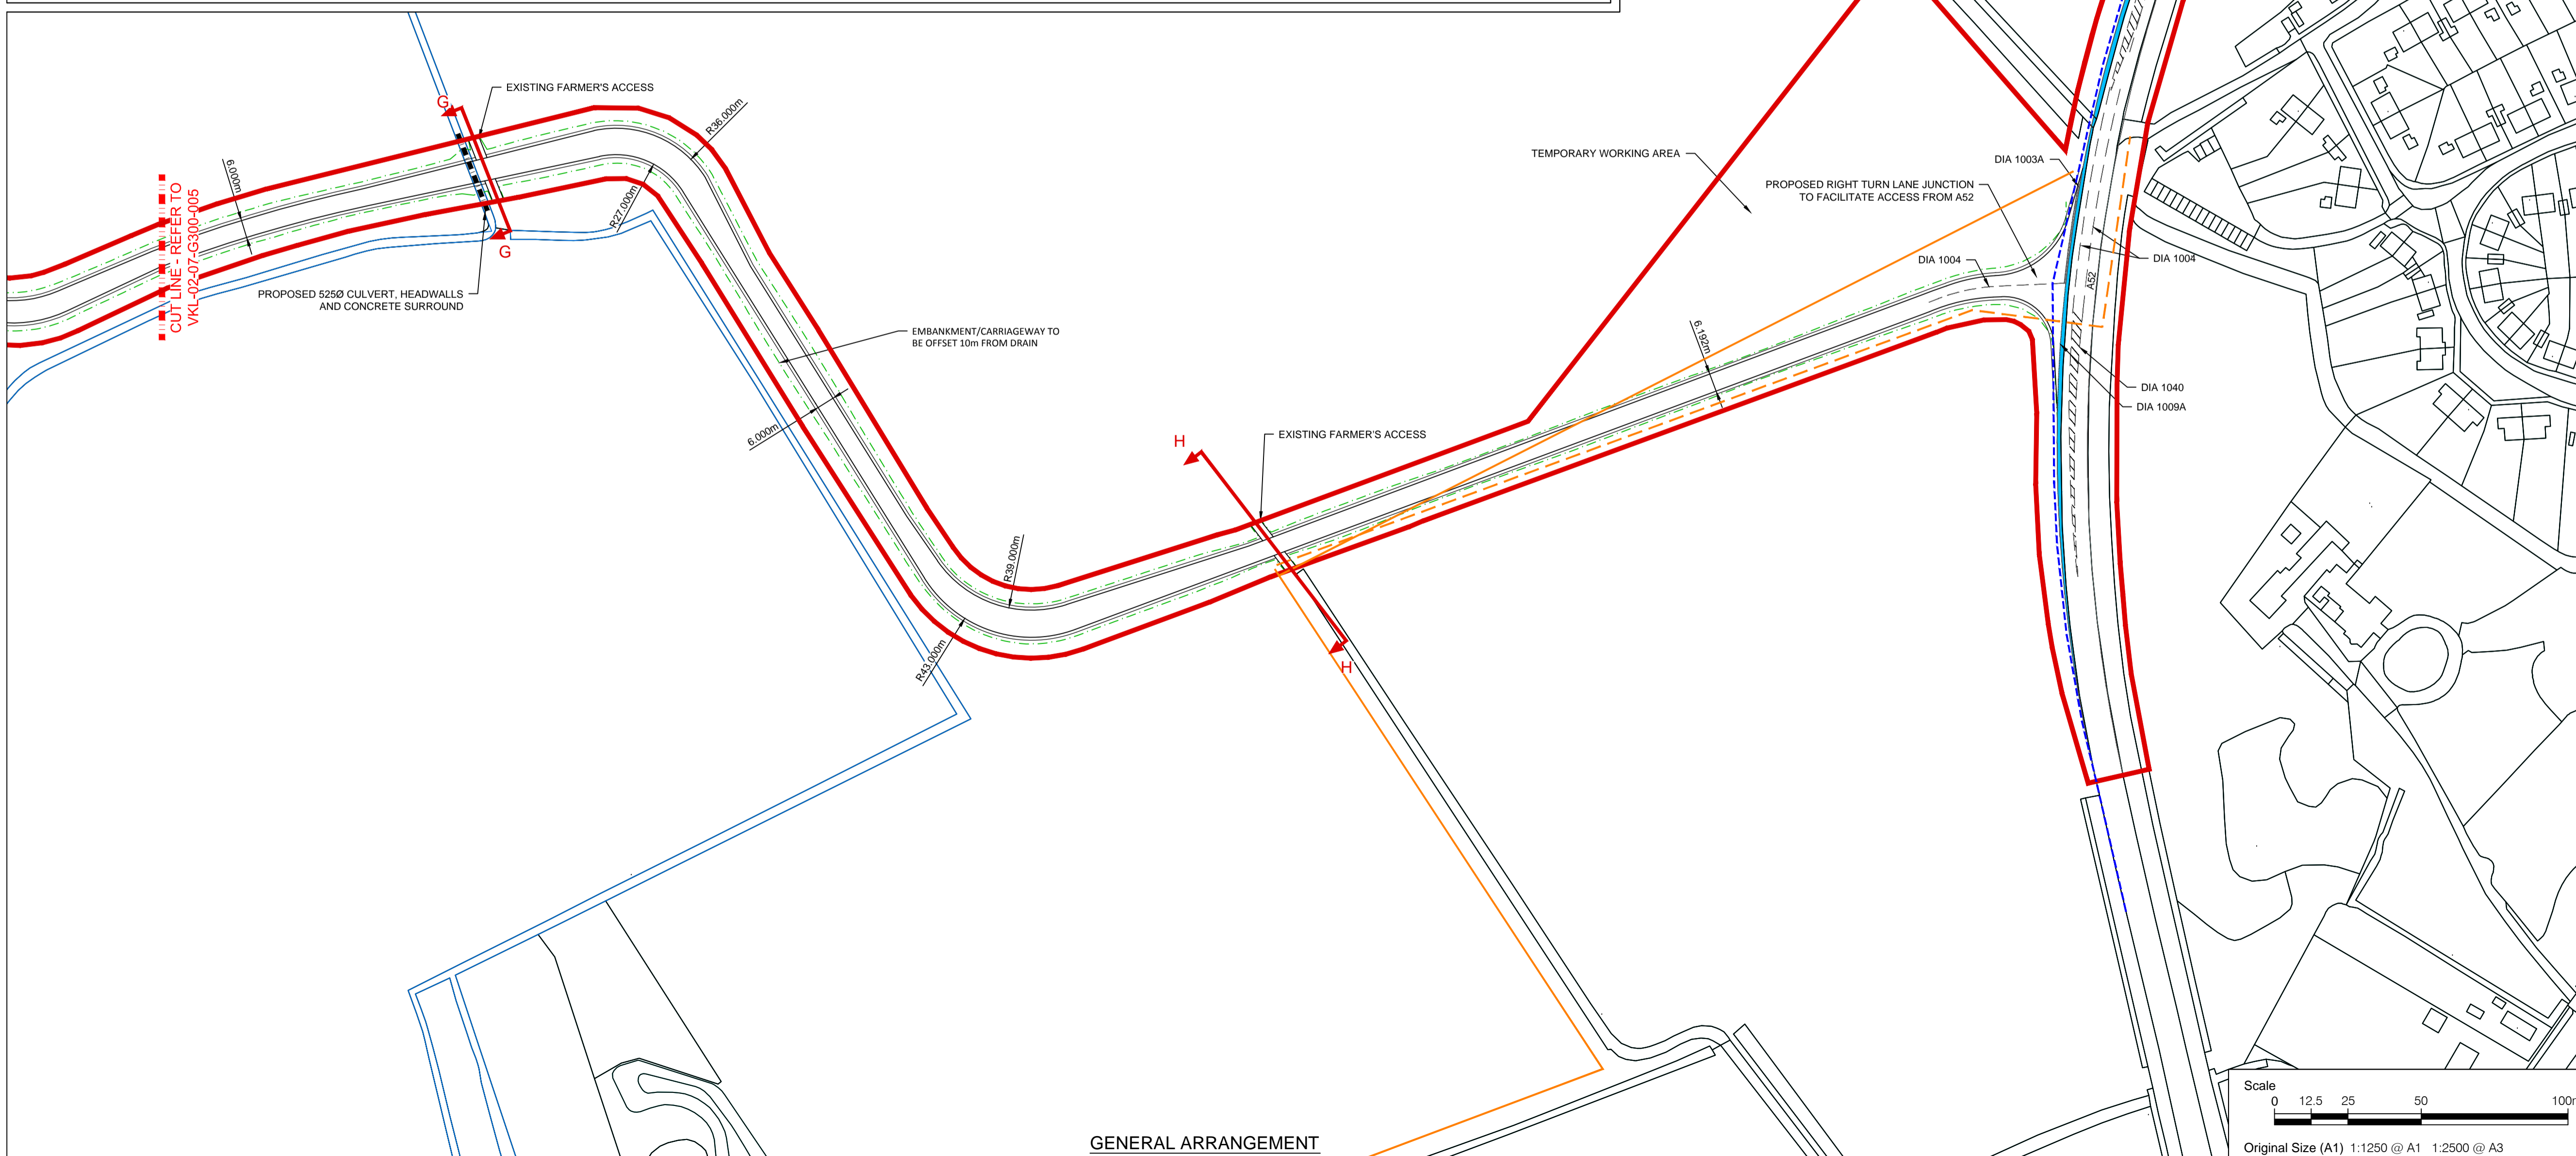 G
EXISTING FARMER'S ACCESS
R36.000m
6.000m
R27.000m
CUT LINE - REFER TO
VKL-02-07-G300-005
G
PROPOSED 525Ø CULVERT, HEADWALLS
AND CONCRETE SURROUND
EMBANKMENT/CARRIAGEWAY TO
BE OFFSET 10m FROM DRAIN
6.000m
R39.000m
R43.000m
H
EXISTING FARMER'S ACCESS
H
TEMPORARY WORKING AREA
DIA 1003A
PROPOSED RIGHT TURN LANE JUNCTION
TO FACILITATE ACCESS FROM A52
DIA 1004
DIA 1004
A52
6.192m
DIA 1040
DIA 1009A
GENERAL ARRANGEMENT
Scale
0 12.5 25 50 100m
Original Size (A1) 1:1250 @ A1 1:2500 @ A3